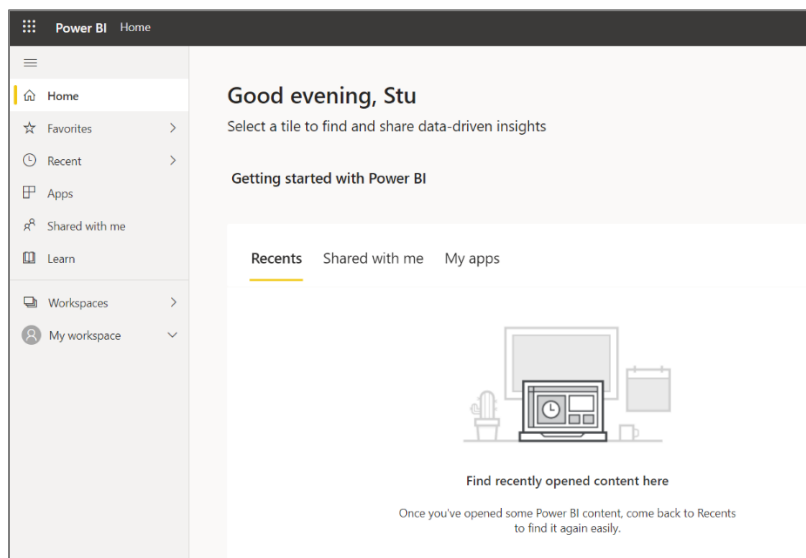 Power BI Home
Home
Favorites
Recent
Apps
Shared with me
Learn
Workspaces
My workspace
Good evening, Stu
Select a tile to find and share data-driven insights
Getting started with Power BI
Recents Shared with me My apps
Find recently opened content here
Once you've opened some Power BI content, come back to Recents
to find it again easily.